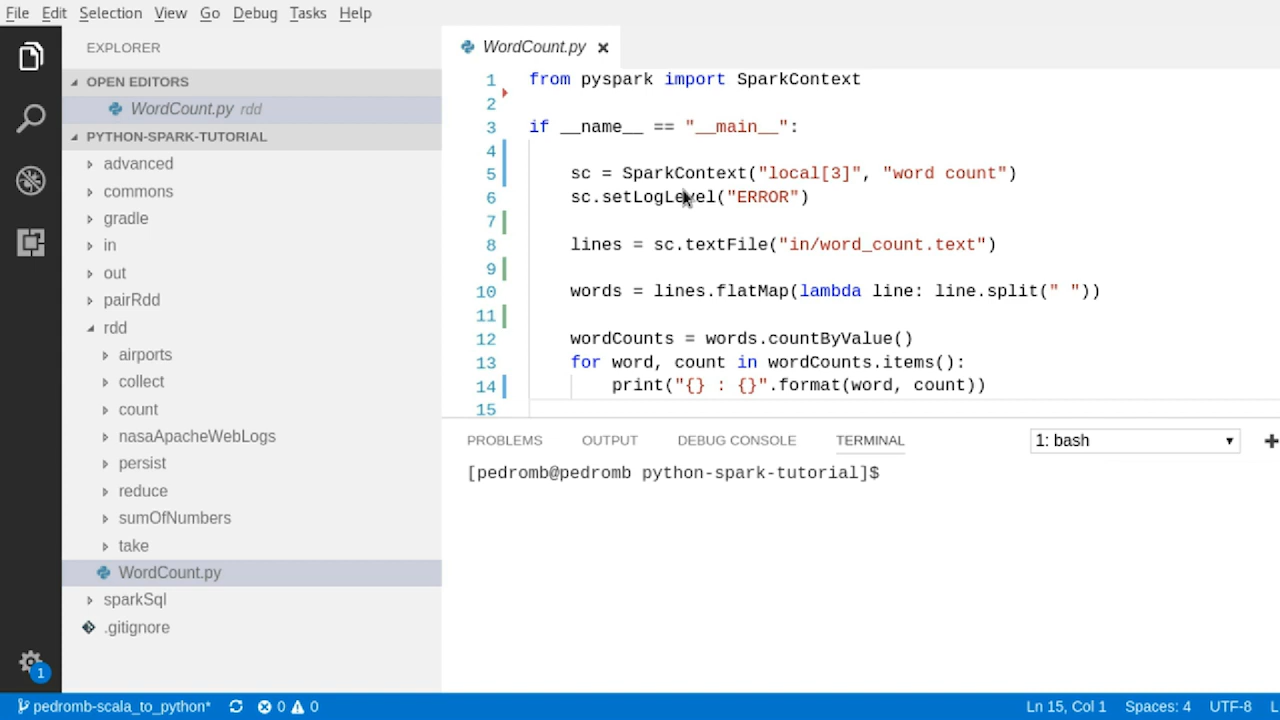 File Edit Selection View Go Debug Tasks Help
EXPLORER
OPEN EDITORS
WordCount.py rdd
PYTHON-SPARK-TUTORIAL
advanced
commons
gradle
in
out
pairRdd
rdd
airports
collect
count
nasaApacheWebLogs
persist
reduce
sumOfNumbers
take
WordCount.py
sparkSql
.gitignore
WordCount.py
1 from pyspark import SparkContext
2
3 if __name__ == "__main__":
4
5 sc = SparkContext("local[3]", "word count")
6 sc.setLogLevel("ERROR")
7
8 lines = sc.textFile("in/word_count.text")
9
10 words = lines.flatMap(lambda line: line.split(" "))
11
12 wordCounts = words.countByValue()
13 for word, count in wordCounts.items():
14 print("{} : {}".format(word, count))
15
PROBLEMS OUTPUT DEBUG CONSOLE TERMINAL 1: bash
[pedromb@pedromb python-spark-tutorial]$
1
pedromb-scala_to_python* 0 0 Ln 15, Col 1 Spaces: 4 UTF-8 L